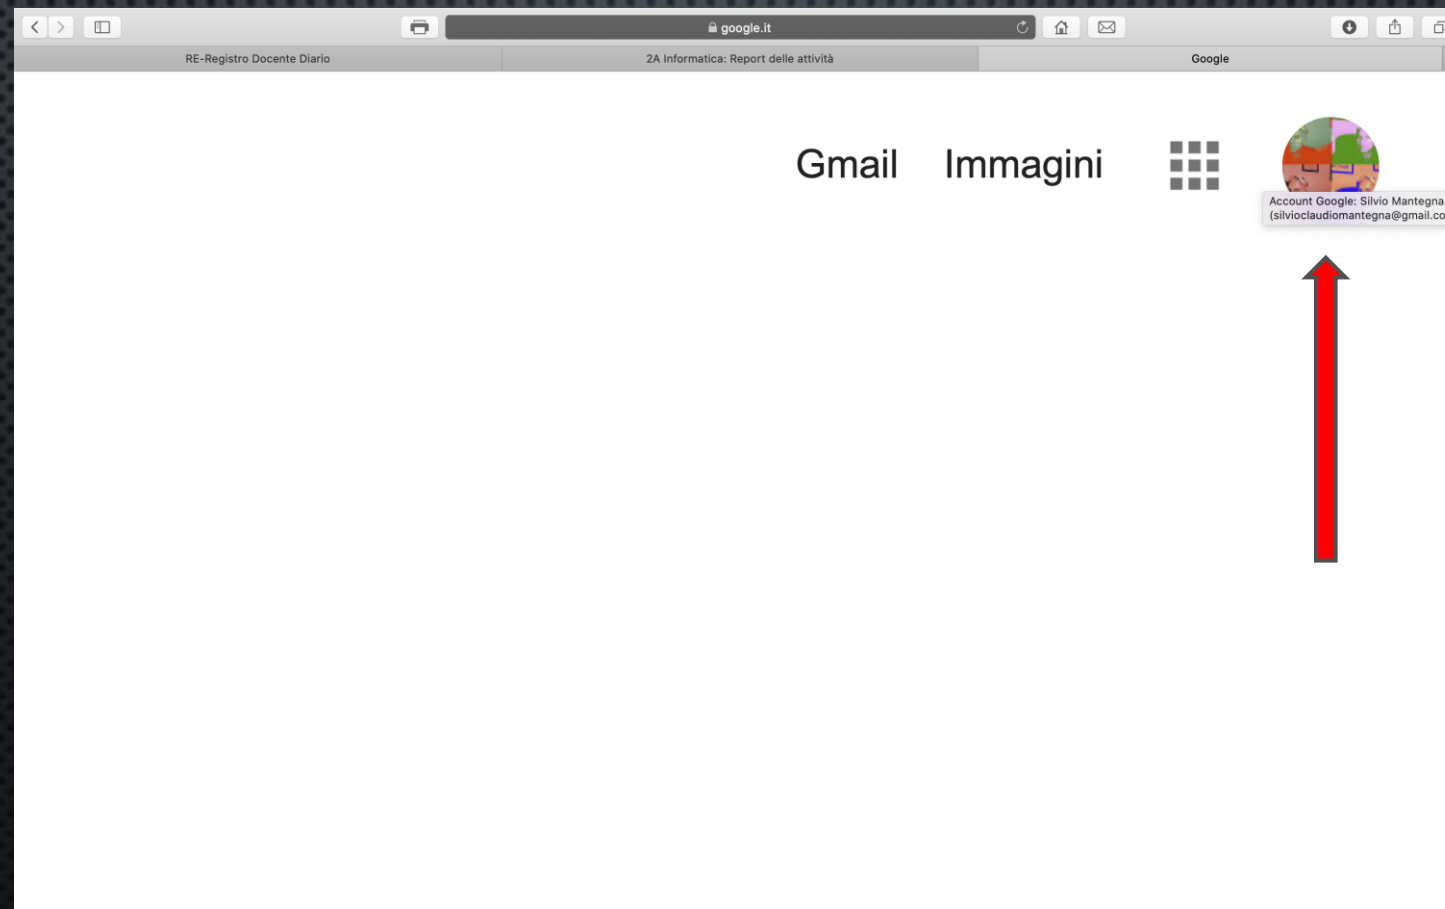 google.it
RE-Registro Docente Diario
2A Informatica: Report delle attività
Google
Gmail
Immagini
Account Google: Silvio Mantegna
(silvioclaudiomantegna@gmail.co